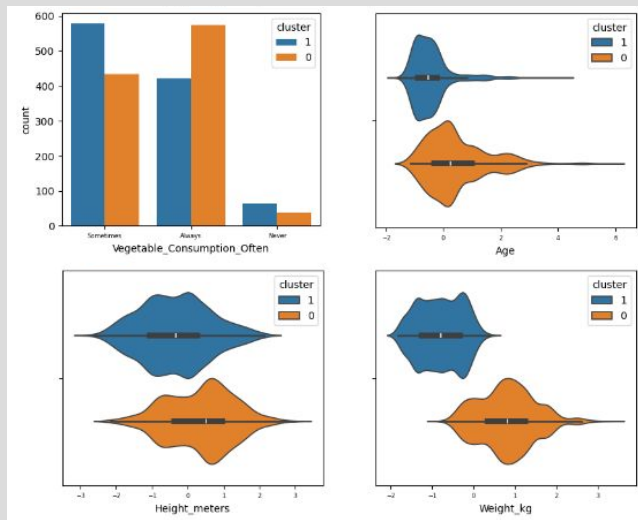 cluster
1
0
600
500
400
300
200
100
0
count
Sometimes Always Never
Vegetable_Consumption_Often
cluster
1
0
−2 0 2 4 6
Age
cluster
1
0
−3 −2 −1 0 1 2 3
Height_meters
cluster
1
0
−2 −1 0 1 2 3
Weight_kg